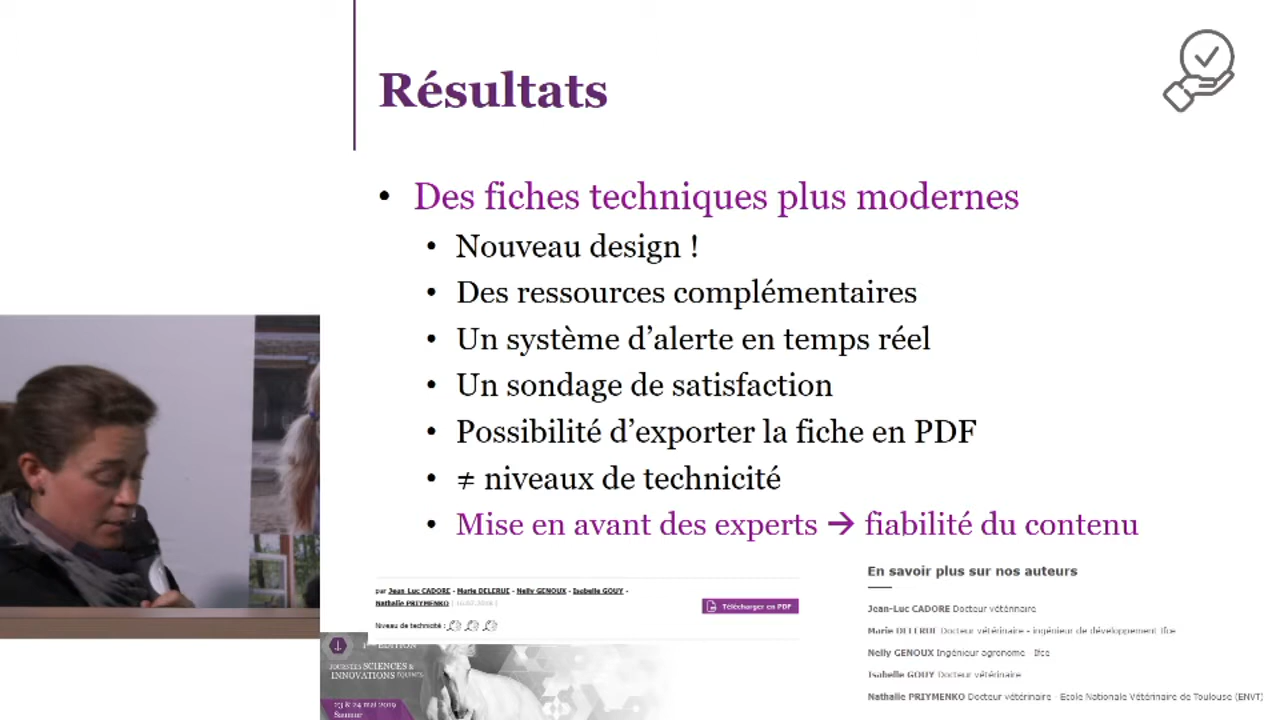 Résultats
• Des fiches techniques plus modernes
• Nouveau design !
• Des ressources complémentaires
• Un système d’alerte en temps réel
• Un sondage de satisfaction
• Possibilité d’exporter la fiche en PDF
• ≠ niveaux de technicité
• Mise en avant des experts → fiabilité du contenu
par Jean-Luc CADORE - Marie DELERUE - Nelly GENOUX - Isabelle GOUY -
Nathalie PRIYMENKO |
Télécharger en PDF
Niveau de technicité :
En savoir plus sur nos auteurs
Jean-Luc CADORE Docteur vétérinaire
Marie DELERUE Docteur vétérinaire - ingénieur de développement Ifce
Nelly GENOUX Ingénieur agronome - Ifce
Isabelle GOUY Docteur vétérinaire
Nathalie PRIYMENKO Docteur vétérinaire - Ecole Nationale Vétérinaire de Toulouse (ENVT)
ÉDITION
JOURNÉES SCIENCES &
INNOVATIONS ÉQUINES
23 & 24 mai 2019
Saumur